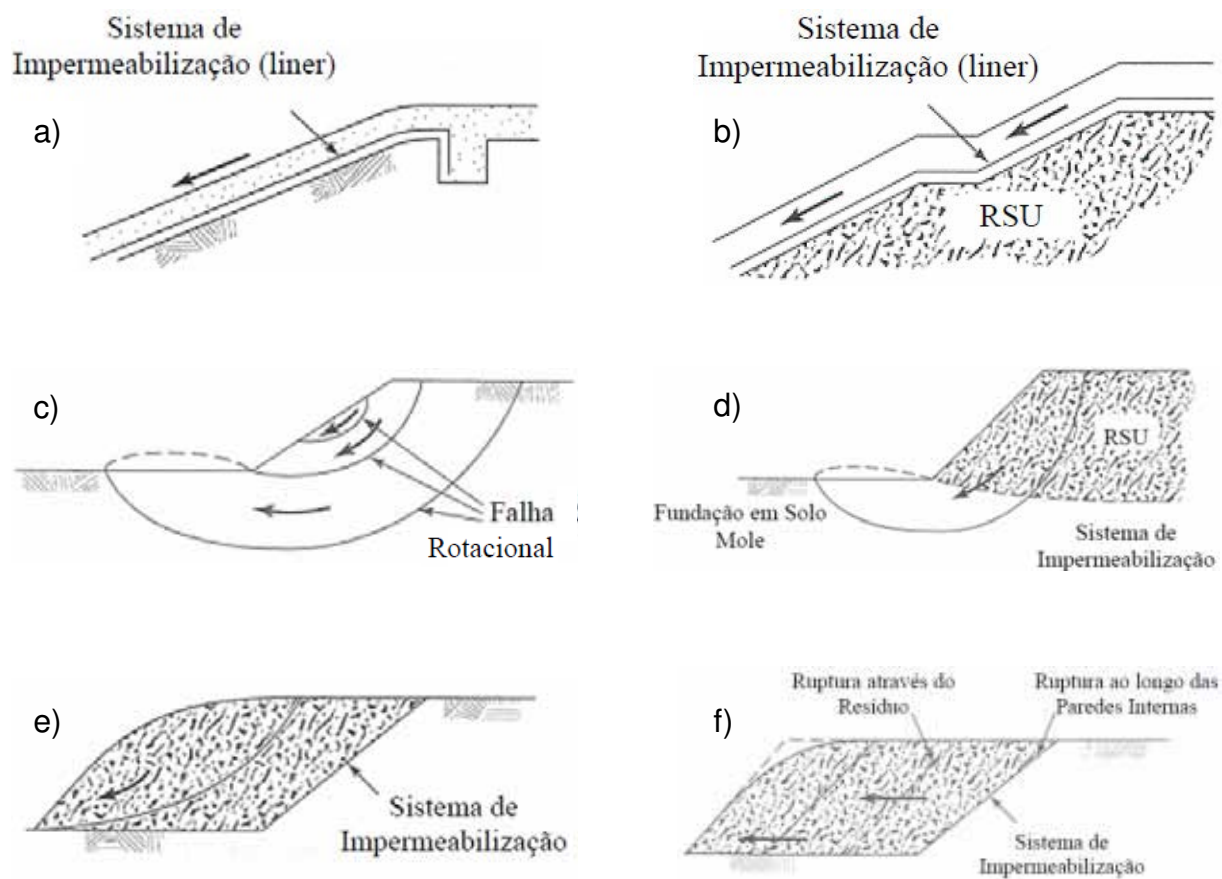 Sistema de
Impermeabilização (liner)
a)
Sistema de
Impermeabilização (liner)
b)
RSU
c)
Falha
Rotacional
d)
RSU
Fundação em Solo
Mole
Sistema de
Impermeabilização
e)
Sistema de
Impermeabilização
f)
Ruptura através do
Resíduo
Ruptura ao longo das
Paredes Internas
Sistema de
Impermeabilização